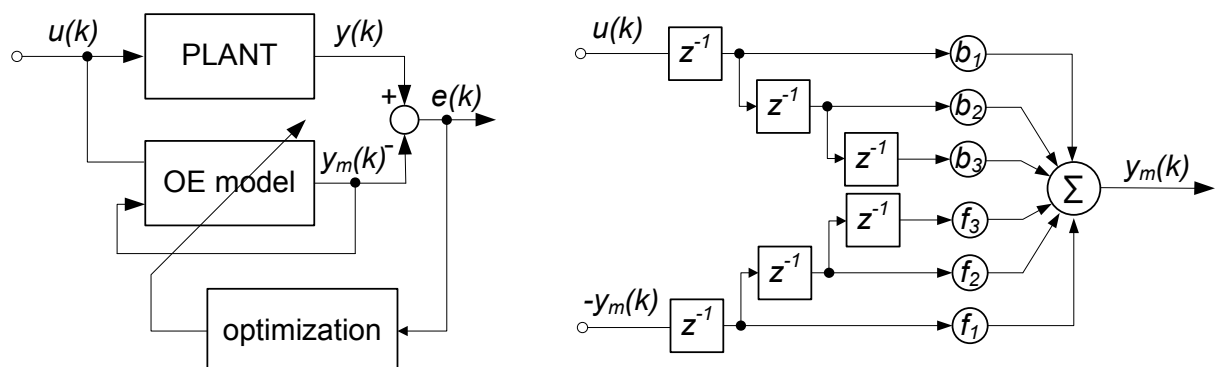 u(k)
PLANT
y(k)
+
e(k)
OE model
y_m(k)
-
optimization
u(k)
z^{-1}
b_1
z^{-1}
b_2
z^{-1}
b_3
Σ
y_m(k)
z^{-1}
f_3
z^{-1}
f_2
-y_m(k)
z^{-1}
f_1